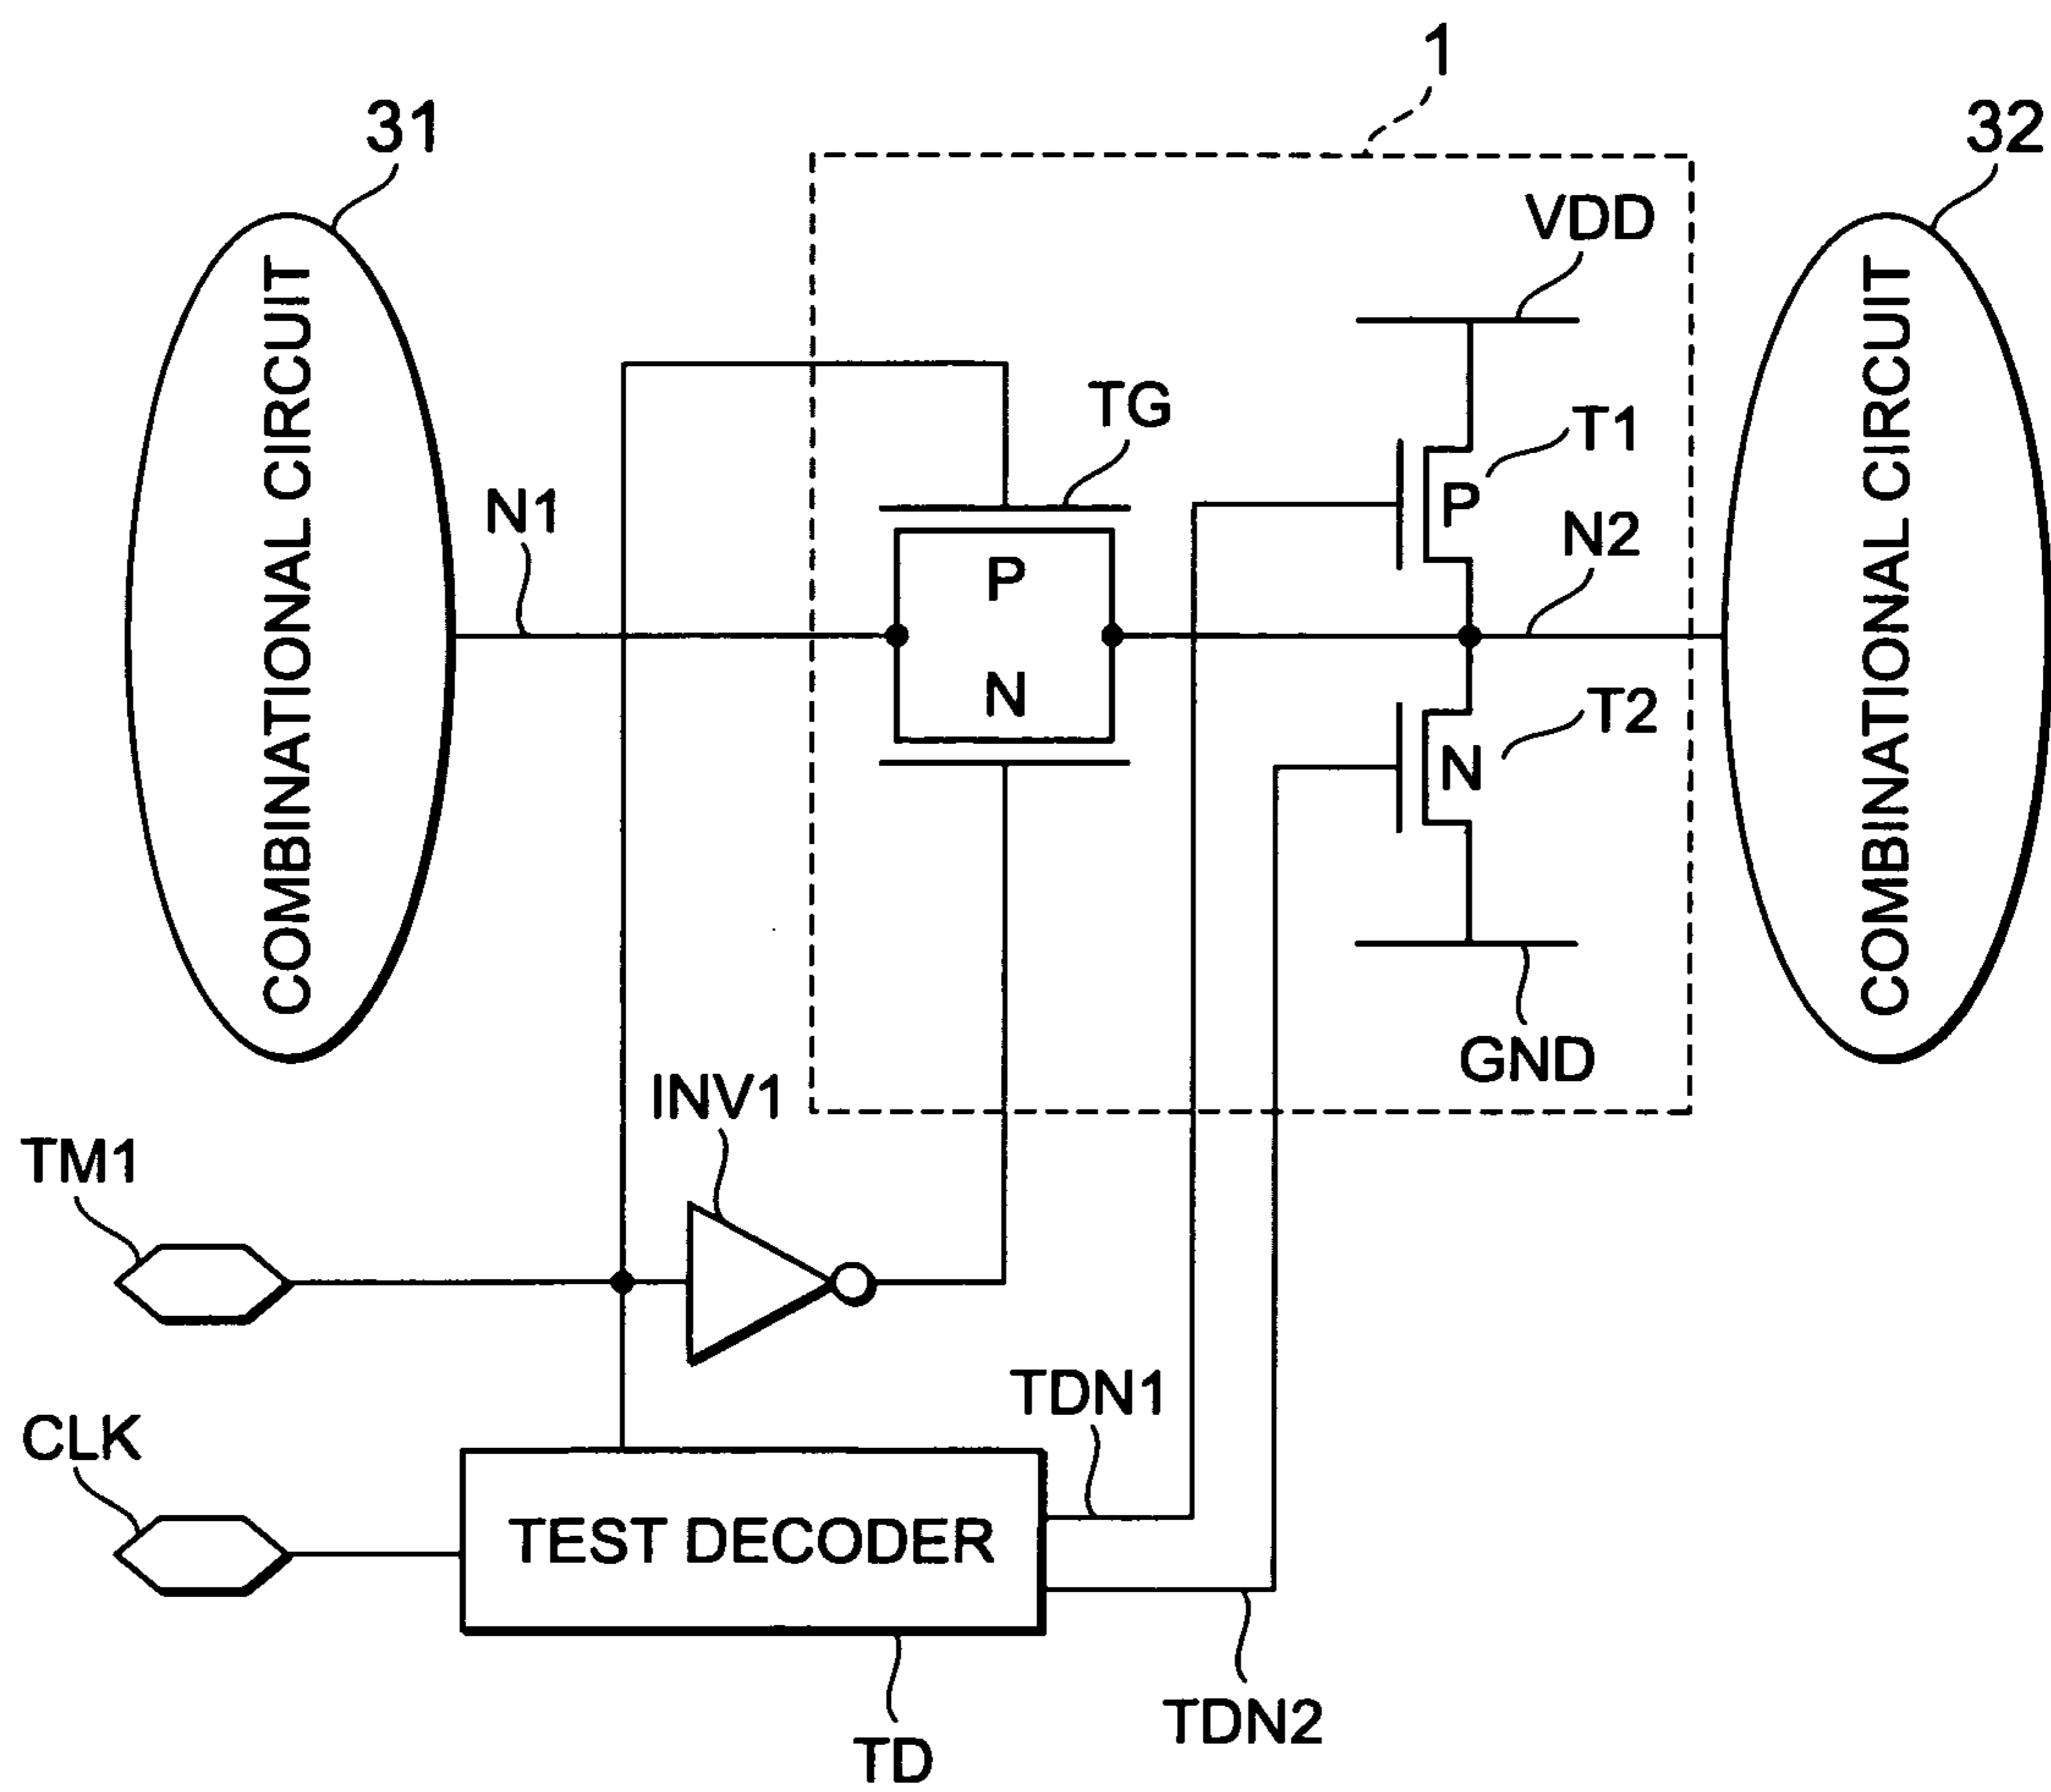 1
31
32
VDD
TG
T1
N1
N2
P
P
COMBINATIONAL CIRCUIT
COMBINATIONAL CIRCUIT
N
T2
N
GND
INV1
TM1
TDN1
CLK
TEST DECODER
TDN2
TD